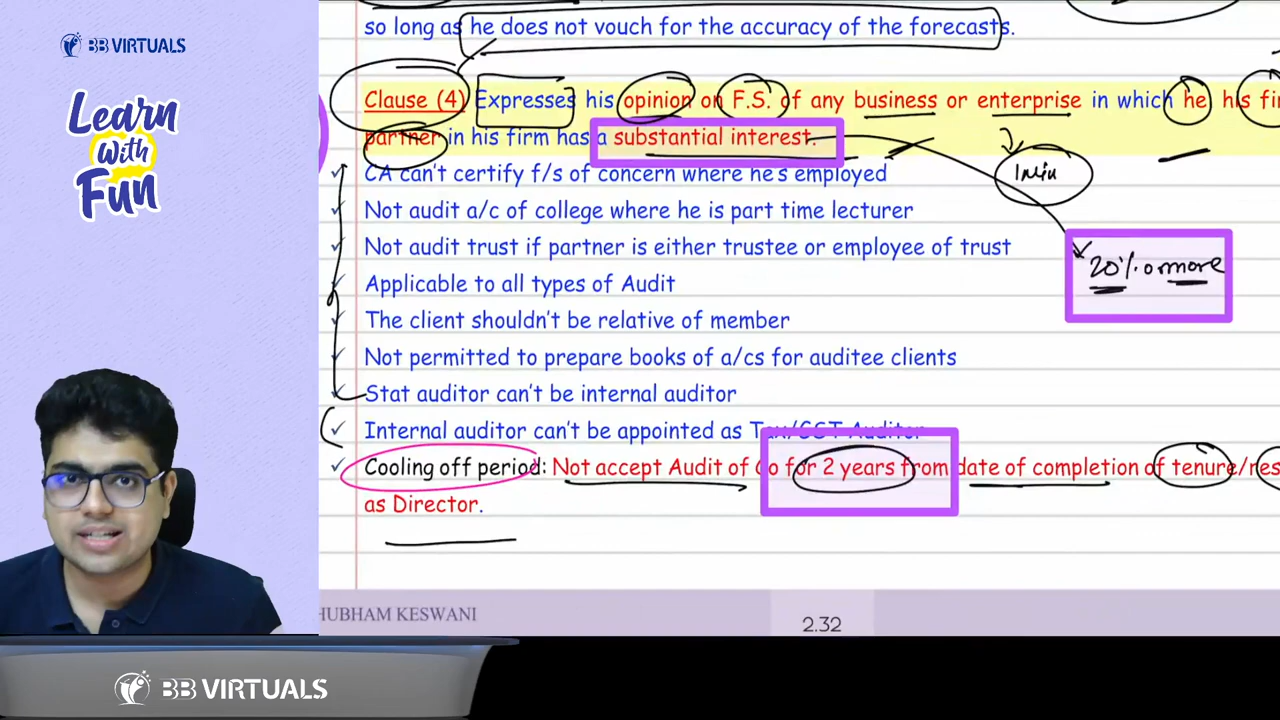 BB VIRTUALS
Learn
With
Fun
so long as he does not vouch for the accuracy of the forecasts.
Clause (4) Expresses his opinion on F.S. of any business or enterprise in which he his
partner in his firm has a substantial interest.
CA can't certify f/s of concern where he's employed
Not audit a/c of college where he is part time lecturer
Not audit trust if partner is either trustee or employee of trust
20% or more
Applicable to all types of Audit
The client shouldn't be relative of member
Not permitted to prepare books of a/cs for auditee clients
Stat auditor can't be internal auditor
Internal auditor can't be appointed as Tax/GST Auditor
Cooling off period: Not accept Audit of Co for 2 years from date of completion of tenure/res
as Director.
HUBHAM KESWANI
2.32
BB VIRTUALS